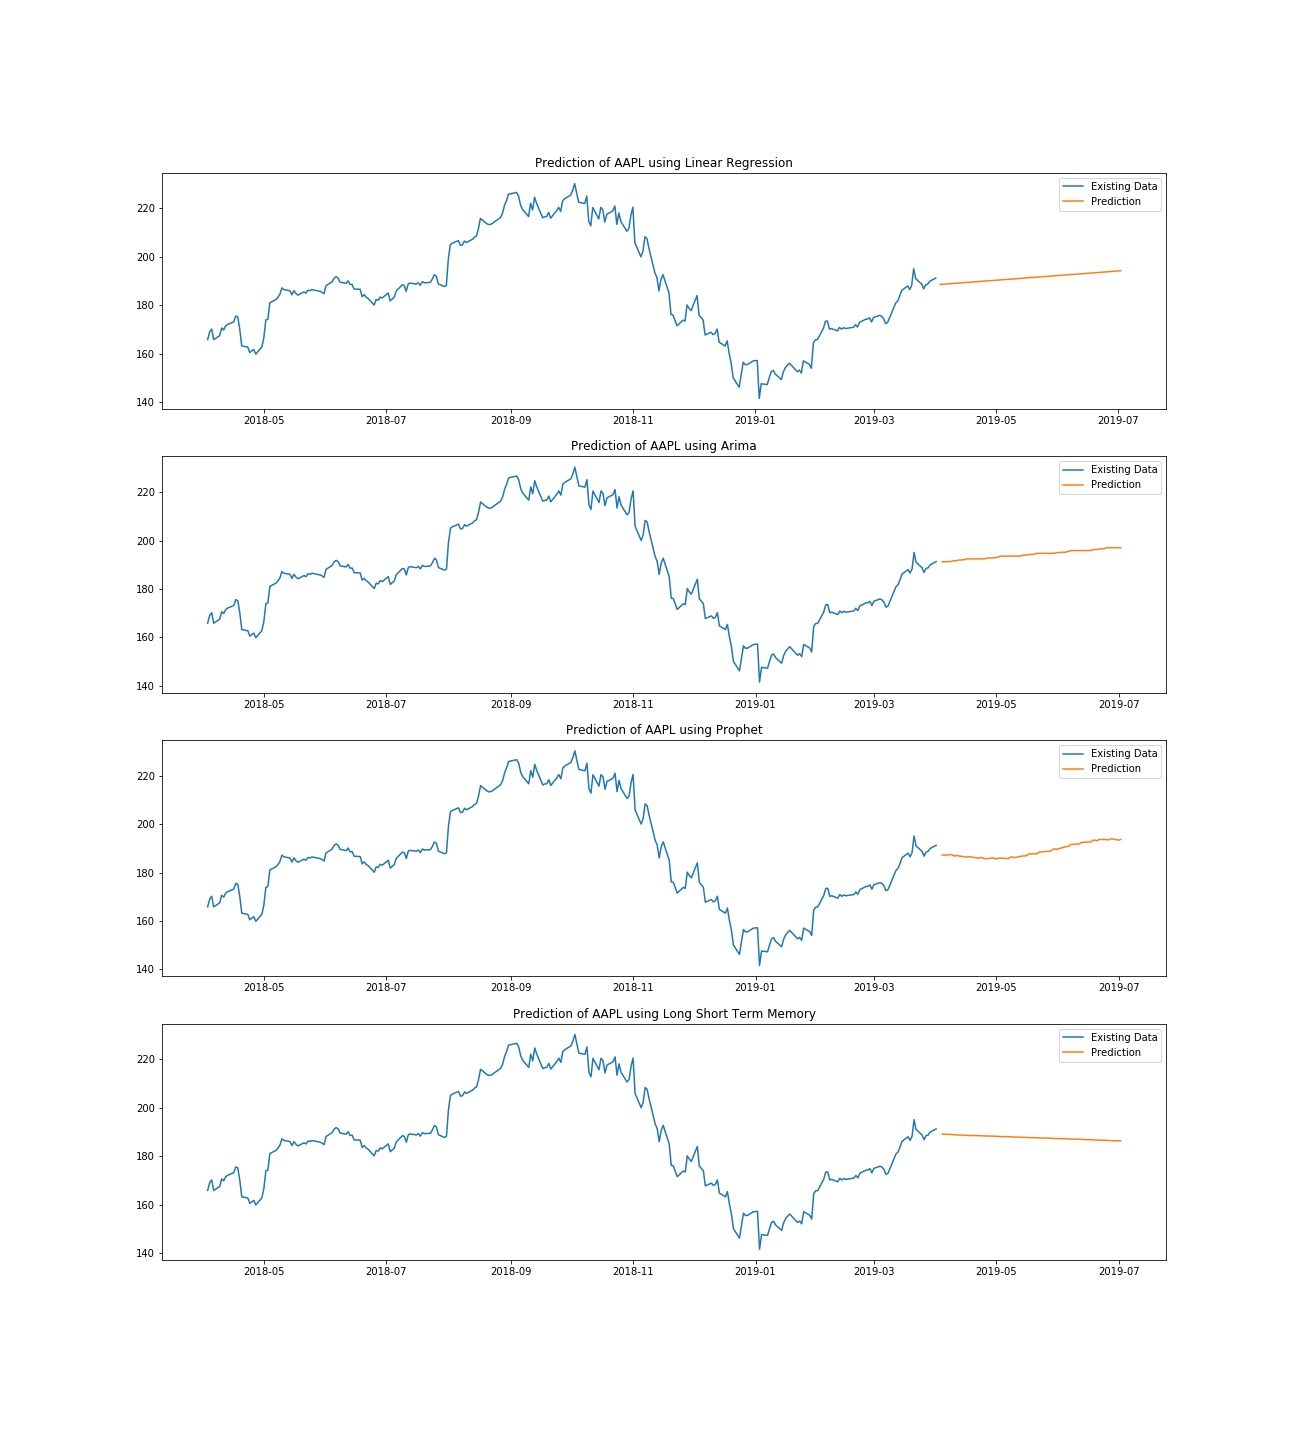 Prediction of AAPL using Linear Regression
Existing Data
Prediction
220
200
180
160
140
2018-05 2018-07 2018-09 2018-11 2019-01 2019-03 2019-05 2019-07
Prediction of AAPL using Arima
Existing Data
Prediction
220
200
180
160
140
2018-05 2018-07 2018-09 2018-11 2019-01 2019-03 2019-05 2019-07
Prediction of AAPL using Prophet
Existing Data
Prediction
220
200
180
160
140
2018-05 2018-07 2018-09 2018-11 2019-01 2019-03 2019-05 2019-07
Prediction of AAPL using Long Short Term Memory
Existing Data
Prediction
220
200
180
160
140
2018-05 2018-07 2018-09 2018-11 2019-01 2019-03 2019-05 2019-07